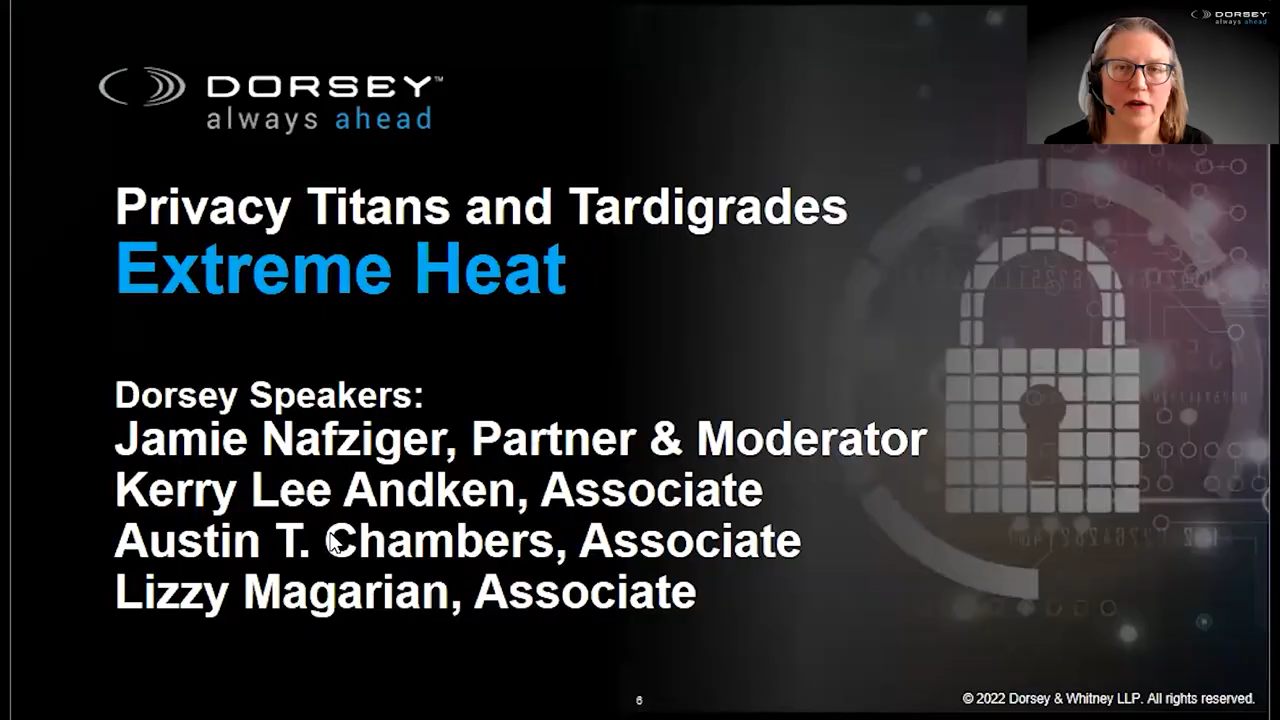 DORSEY™
always ahead
DORSEY
always ahead
Privacy Titans and Tardigrades
Extreme Heat
Dorsey Speakers:
Jamie Nafziger, Partner & Moderator
Kerry Lee Andken, Associate
Austin T. Chambers, Associate
Lizzy Magarian, Associate
6
© 2022 Dorsey & Whitney LLP. All rights reserved.